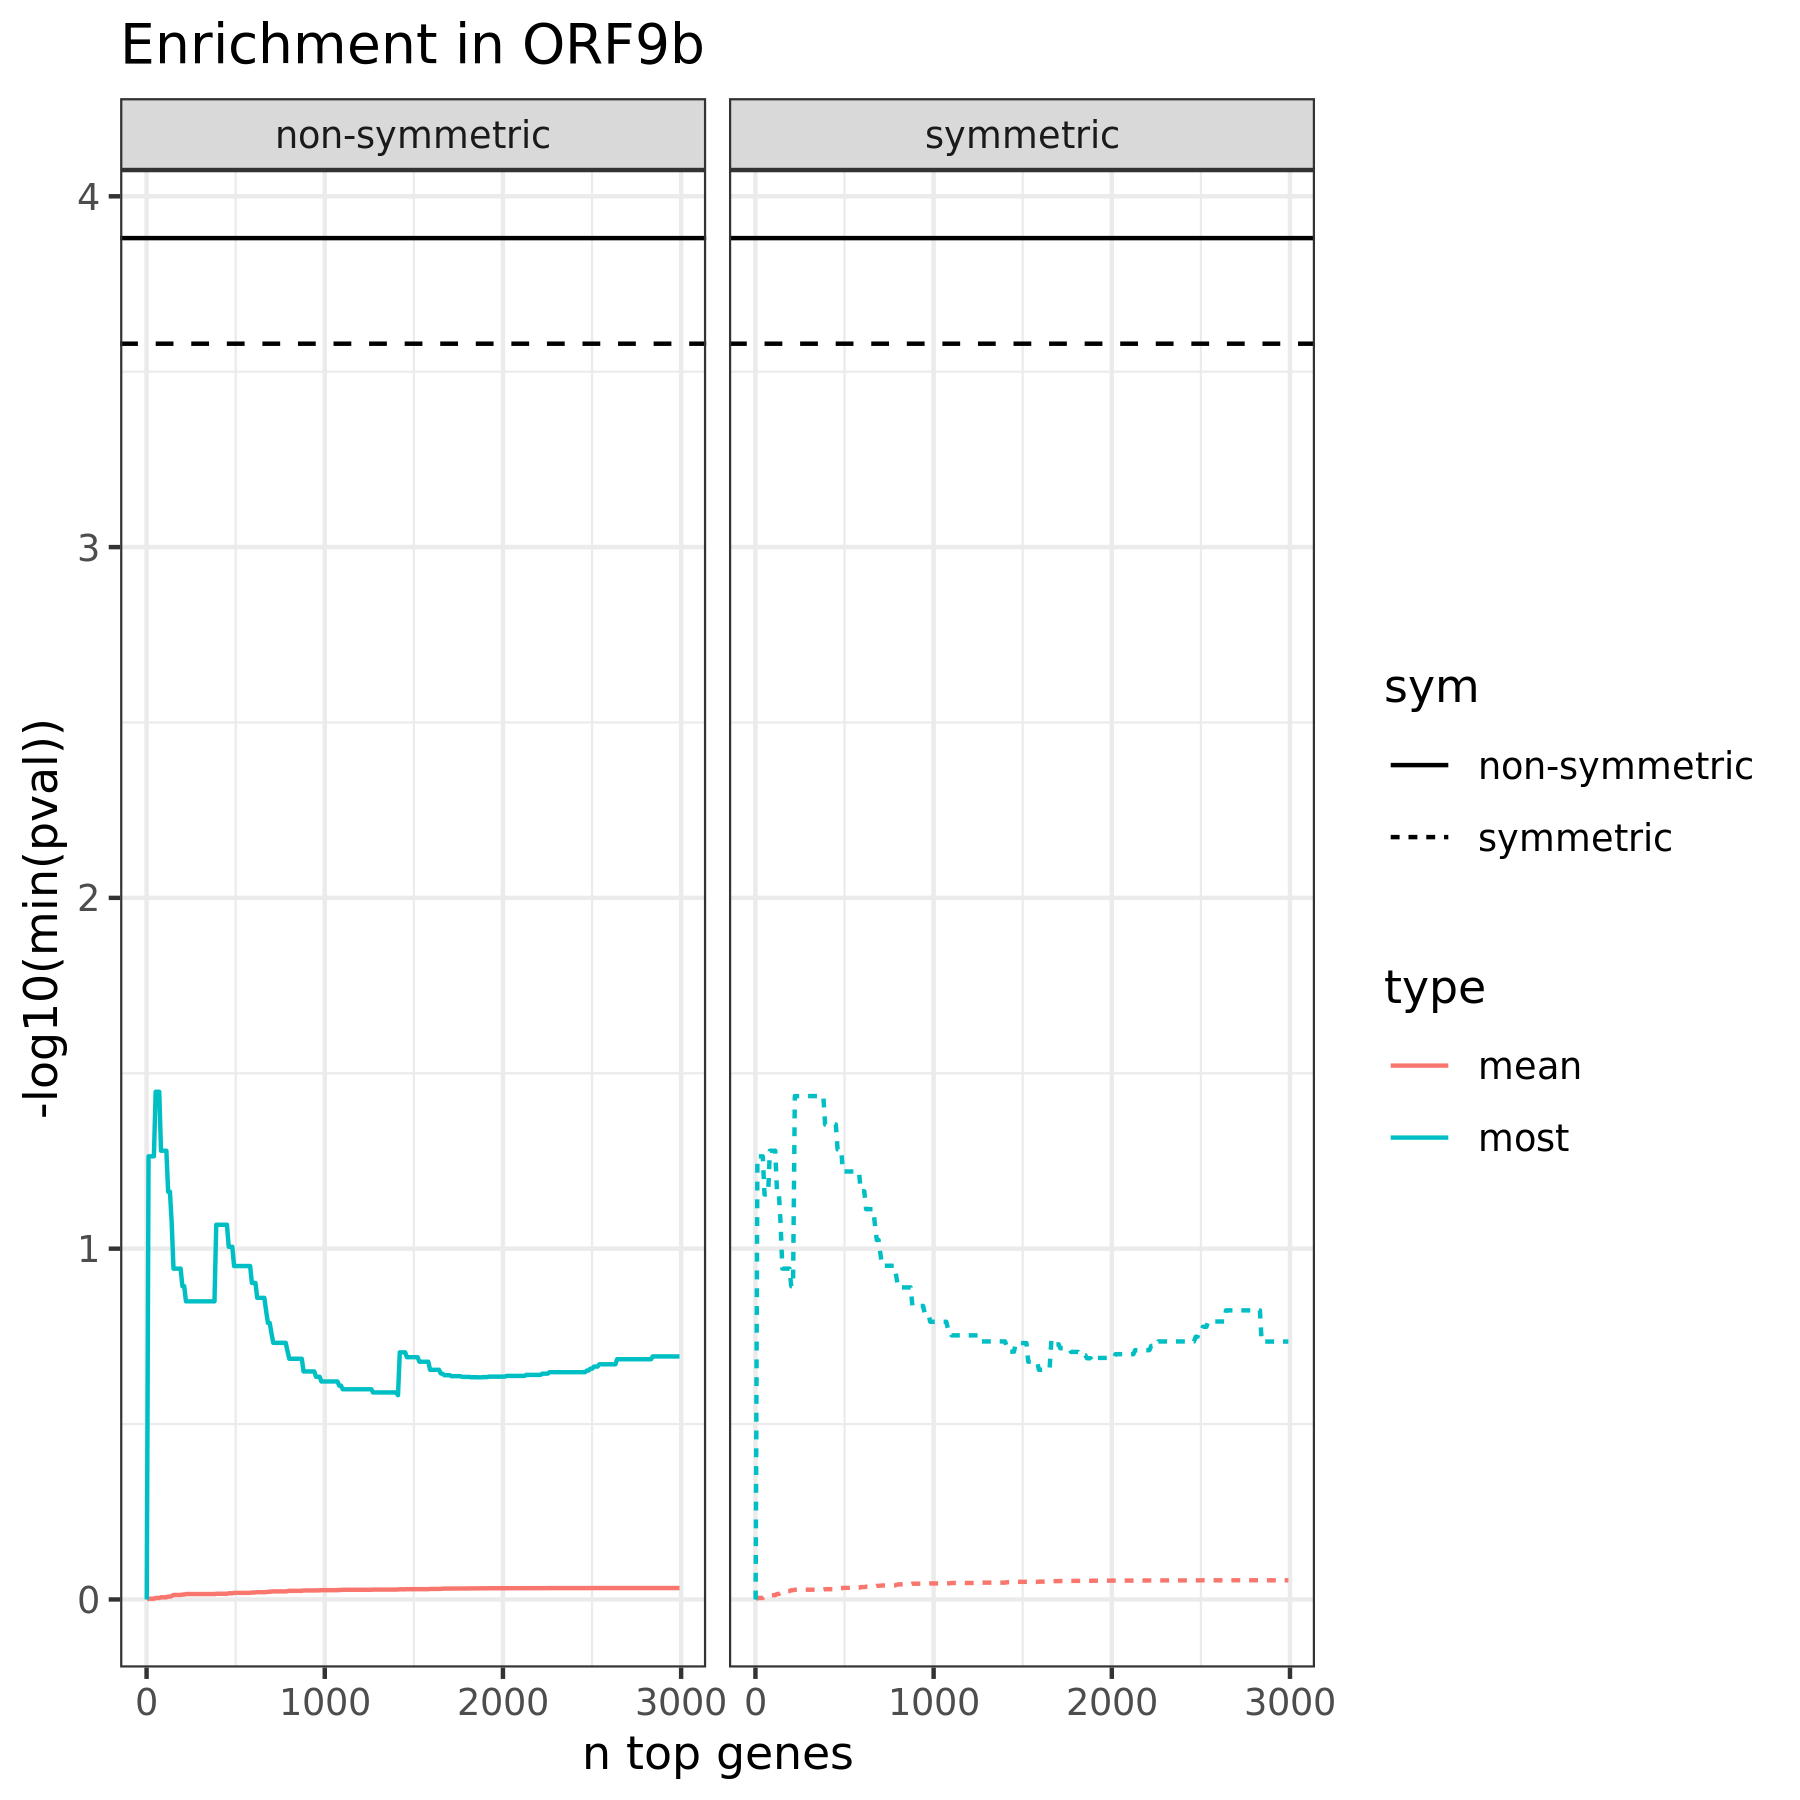 Enrichment in ORF9b
non-symmetric
symmetric
4
3
2
1
0
-log10(min(pval))
0 1000 2000 3000
0 1000 2000 3000
n top genes
sym
non-symmetric
symmetric
type
mean
most